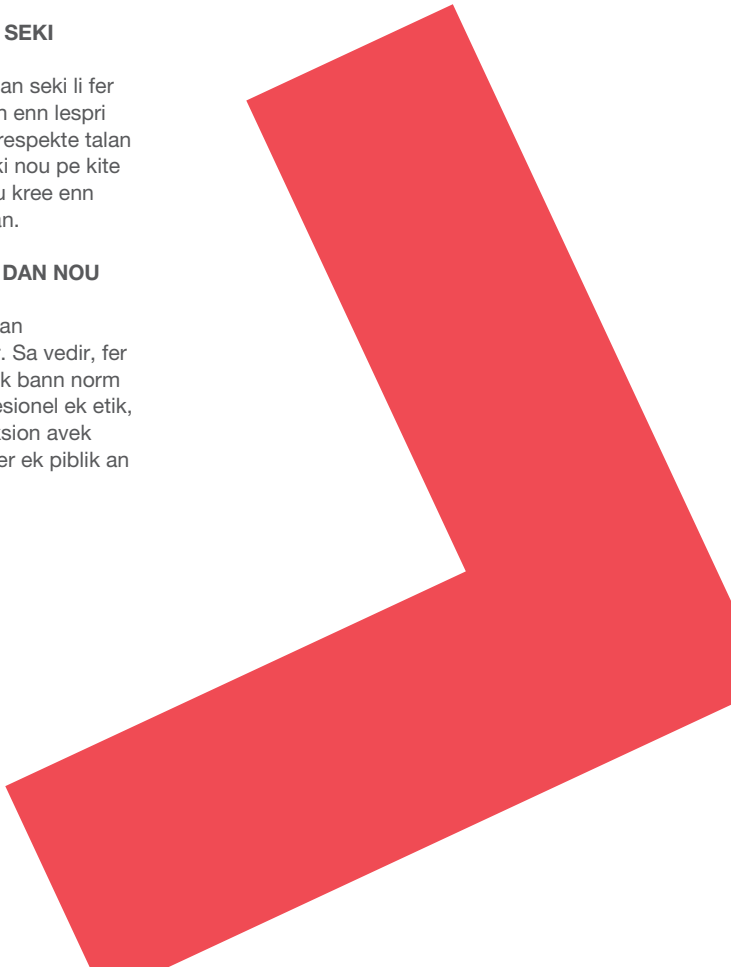 SEKI
an seki li fer
enn lespri
respekte talan
ki nou pe kite
kree enn
an.
DAN NOU
an
. Sa vedir, fer
k bann norm
esionel ek etik,
sion avek
er ek piblik an